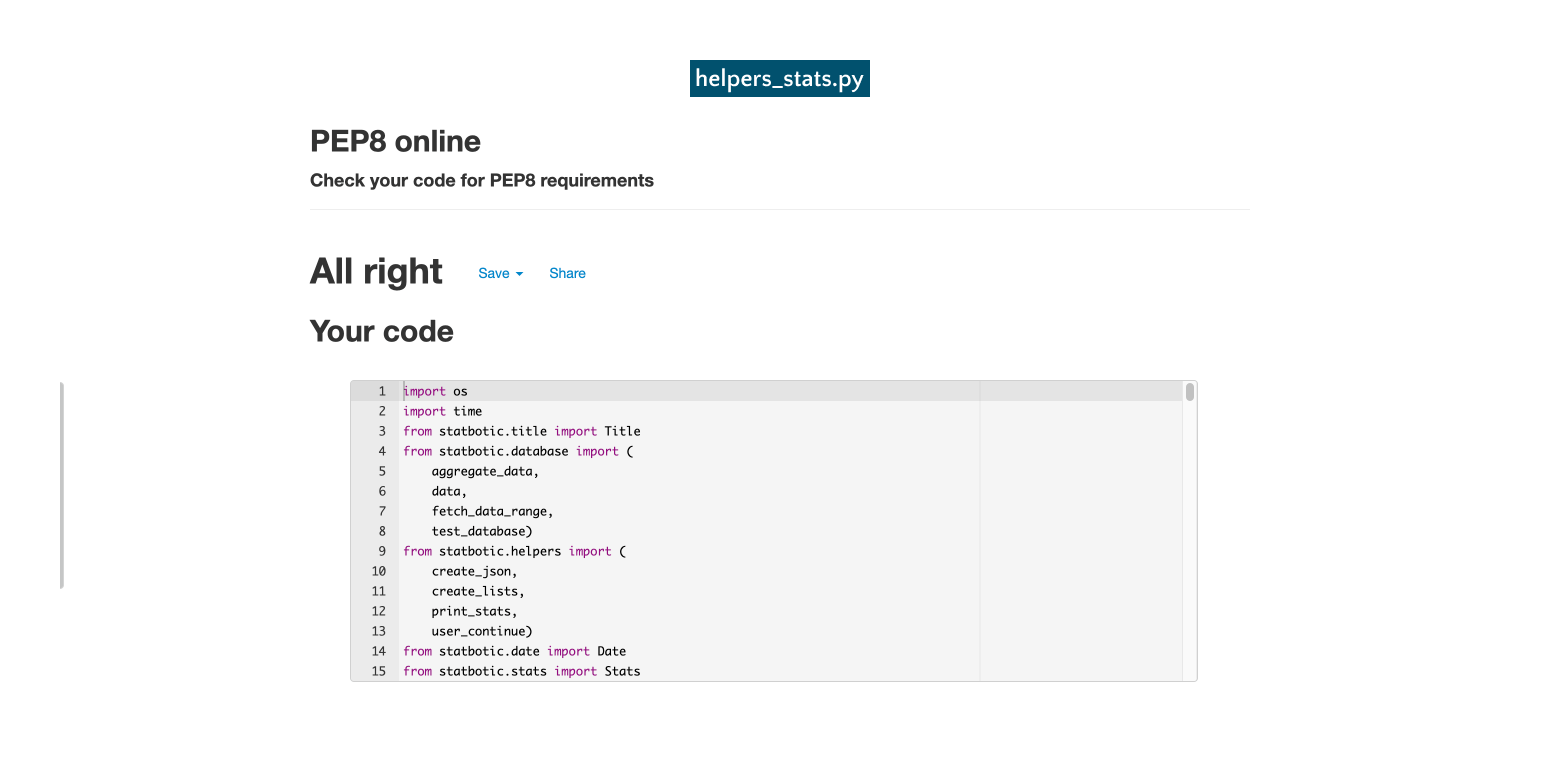 helpers_stats.py
PEP8 online
Check your code for PEP8 requirements
All right Save Share
Your code
1 import os
2 import time
3 from statbotic.title import Title
4 from statbotic.database import (
5     aggregate_data,
6     data,
7     fetch_data_range,
8     test_database)
9 from statbotic.helpers import (
10     create_json,
11     create_lists,
12     print_stats,
13     user_continue)
14 from statbotic.date import Date
15 from statbotic.stats import Stats